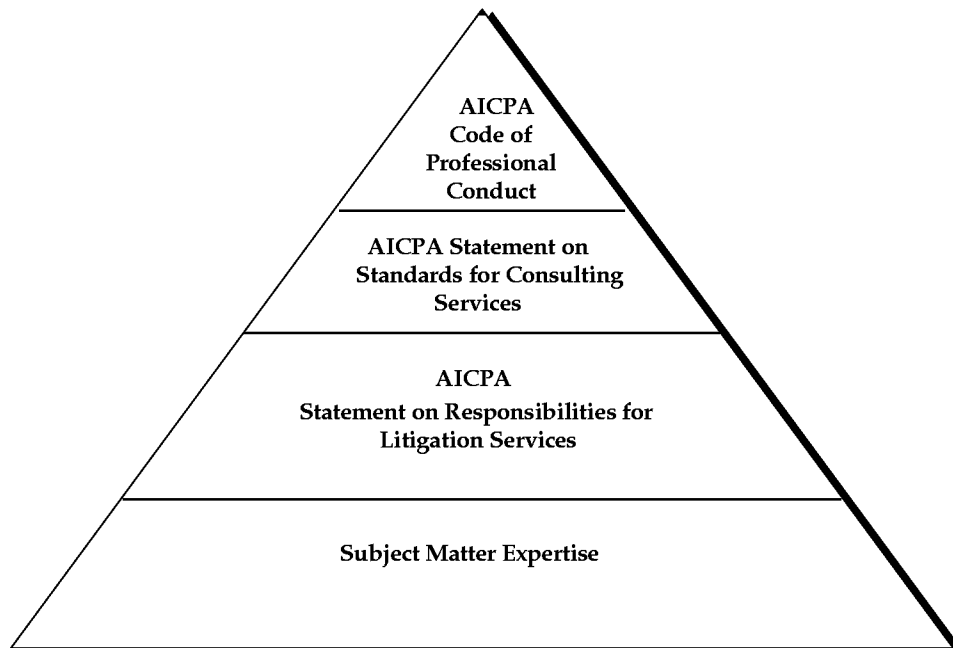 AICPA
Code of
Professional
Conduct
AICPA Statement on
Standards for Consulting
Services
AICPA
Statement on Responsibilities for
Litigation Services
Subject Matter Expertise